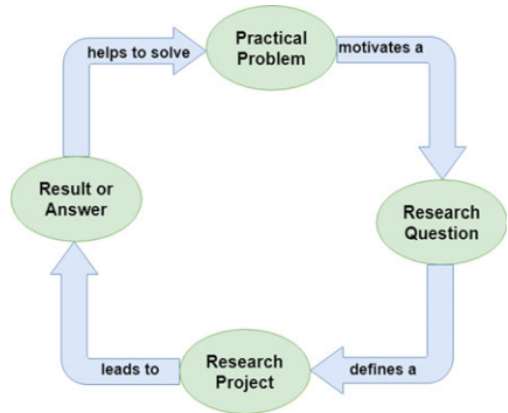 helps to solve
Practical
Problem
motivates a
Result or
Answer
Research
Question
leads to
Research
Project
defines a